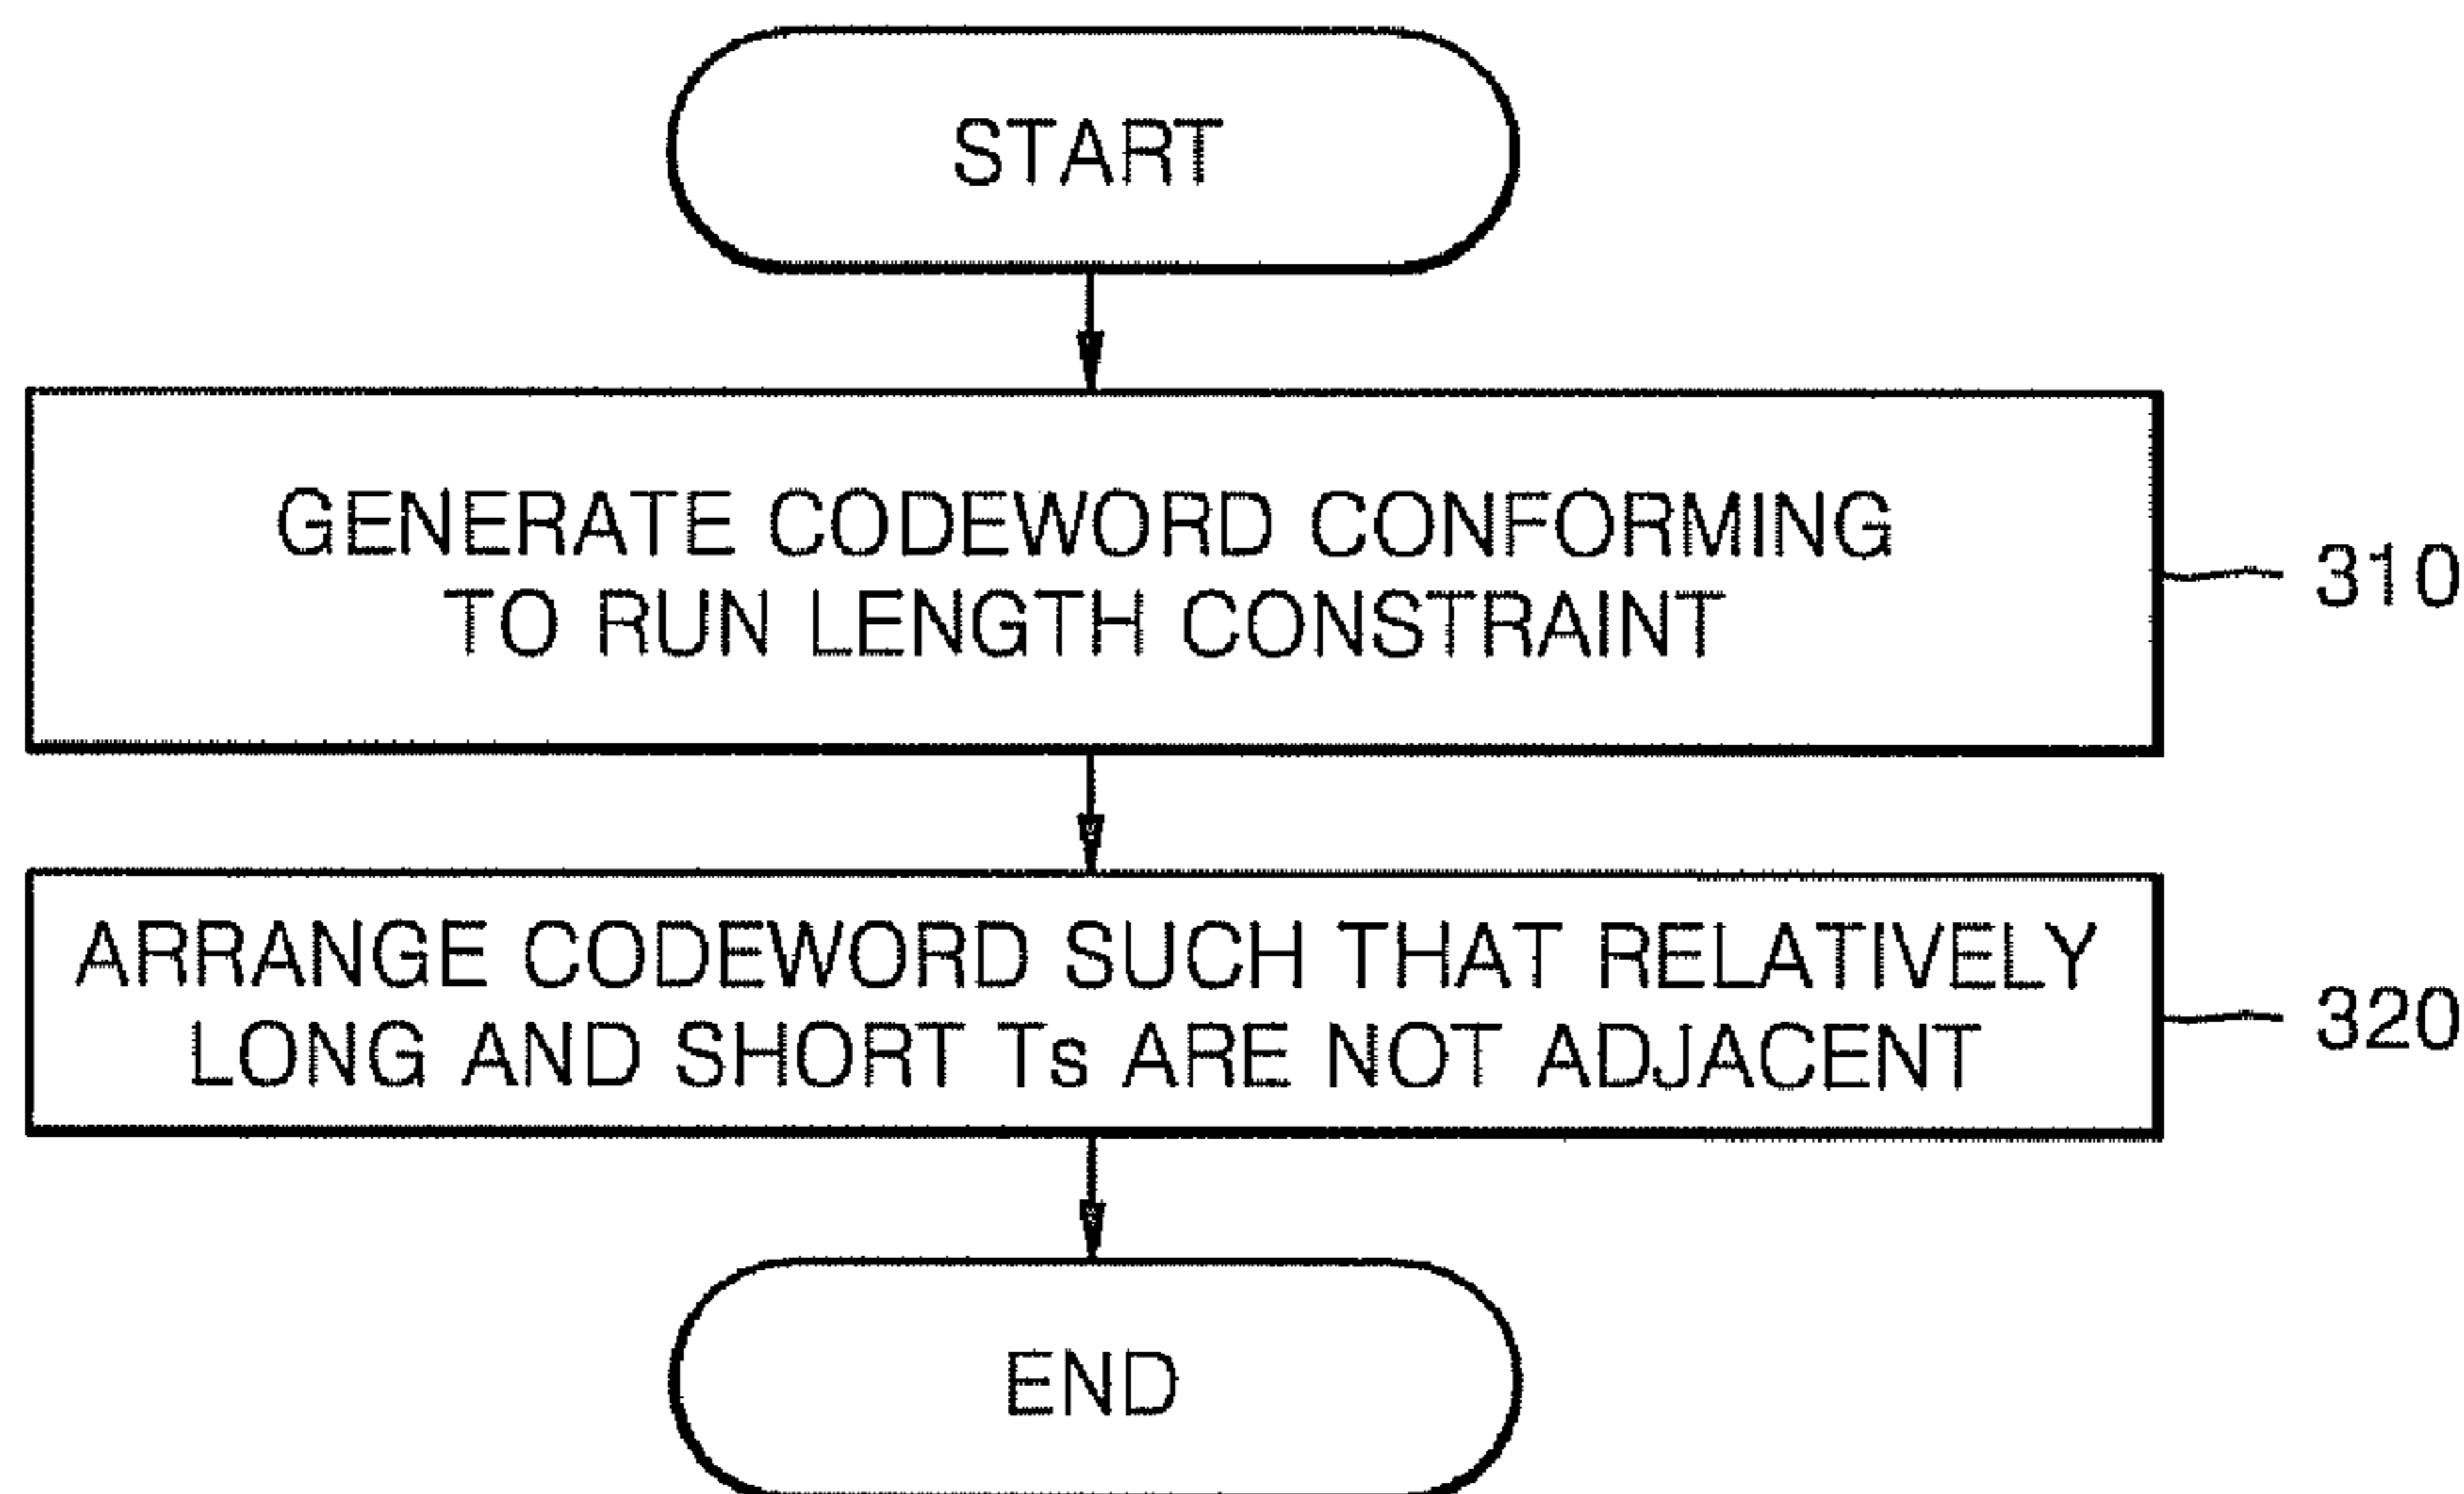 START
GENERATE CODEWORD CONFORMING
TO RUN LENGTH CONSTRAINT
310
ARRANGE CODEWORD SUCH THAT RELATIVELY
LONG AND SHORT Ts ARE NOT ADJACENT
320
END